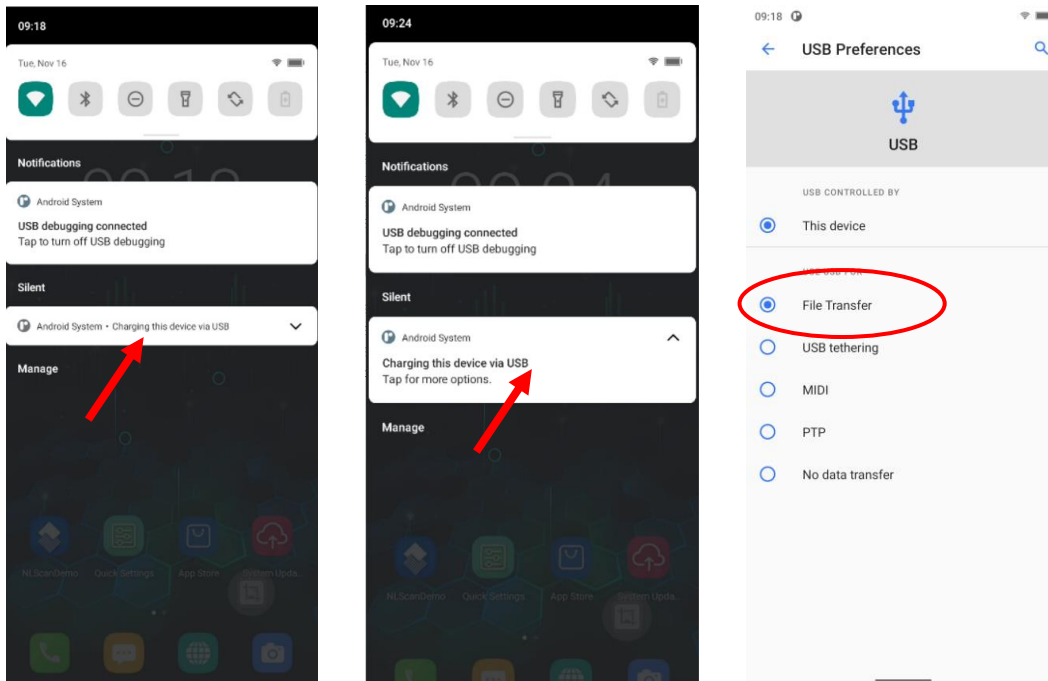 09:18
Tue, Nov 16
Notifications
Android System
USB debugging connected
Tap to turn off USB debugging
Silent
Android System • Charging this device via USB
Manage
NLScanDemo
Quick Settings
App Store
System Upda...
09:24
Tue, Nov 16
Notifications
Android System
USB debugging connected
Tap to turn off USB debugging
Silent
Android System
Charging this device via USB
Tap for more options.
Manage
NLScanDemo
Quick Settings
App Store
System Upda...
09:18
USB Preferences
USB
USB CONTROLLED BY
This device
USE USB FOR
File Transfer
USB tethering
MIDI
PTP
No data transfer